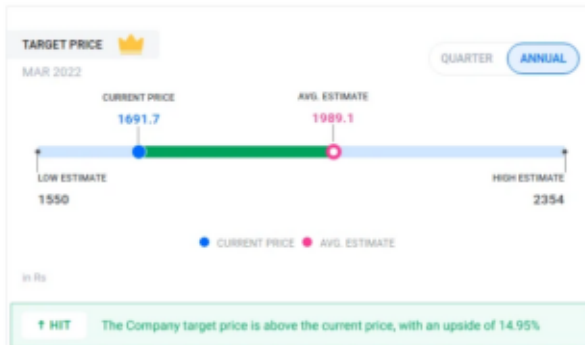 TARGET PRICE
MAR 2022
QUARTER ANNUAL
CURRENT PRICE AVG. ESTIMATE
1691.7 1989.1
LOW ESTIMATE HIGH ESTIMATE
1550 2354
CURRENT PRICE AVG. ESTIMATE
in Rs
↑ HIT The Company target price is above the current price, with an upside of 14.95%